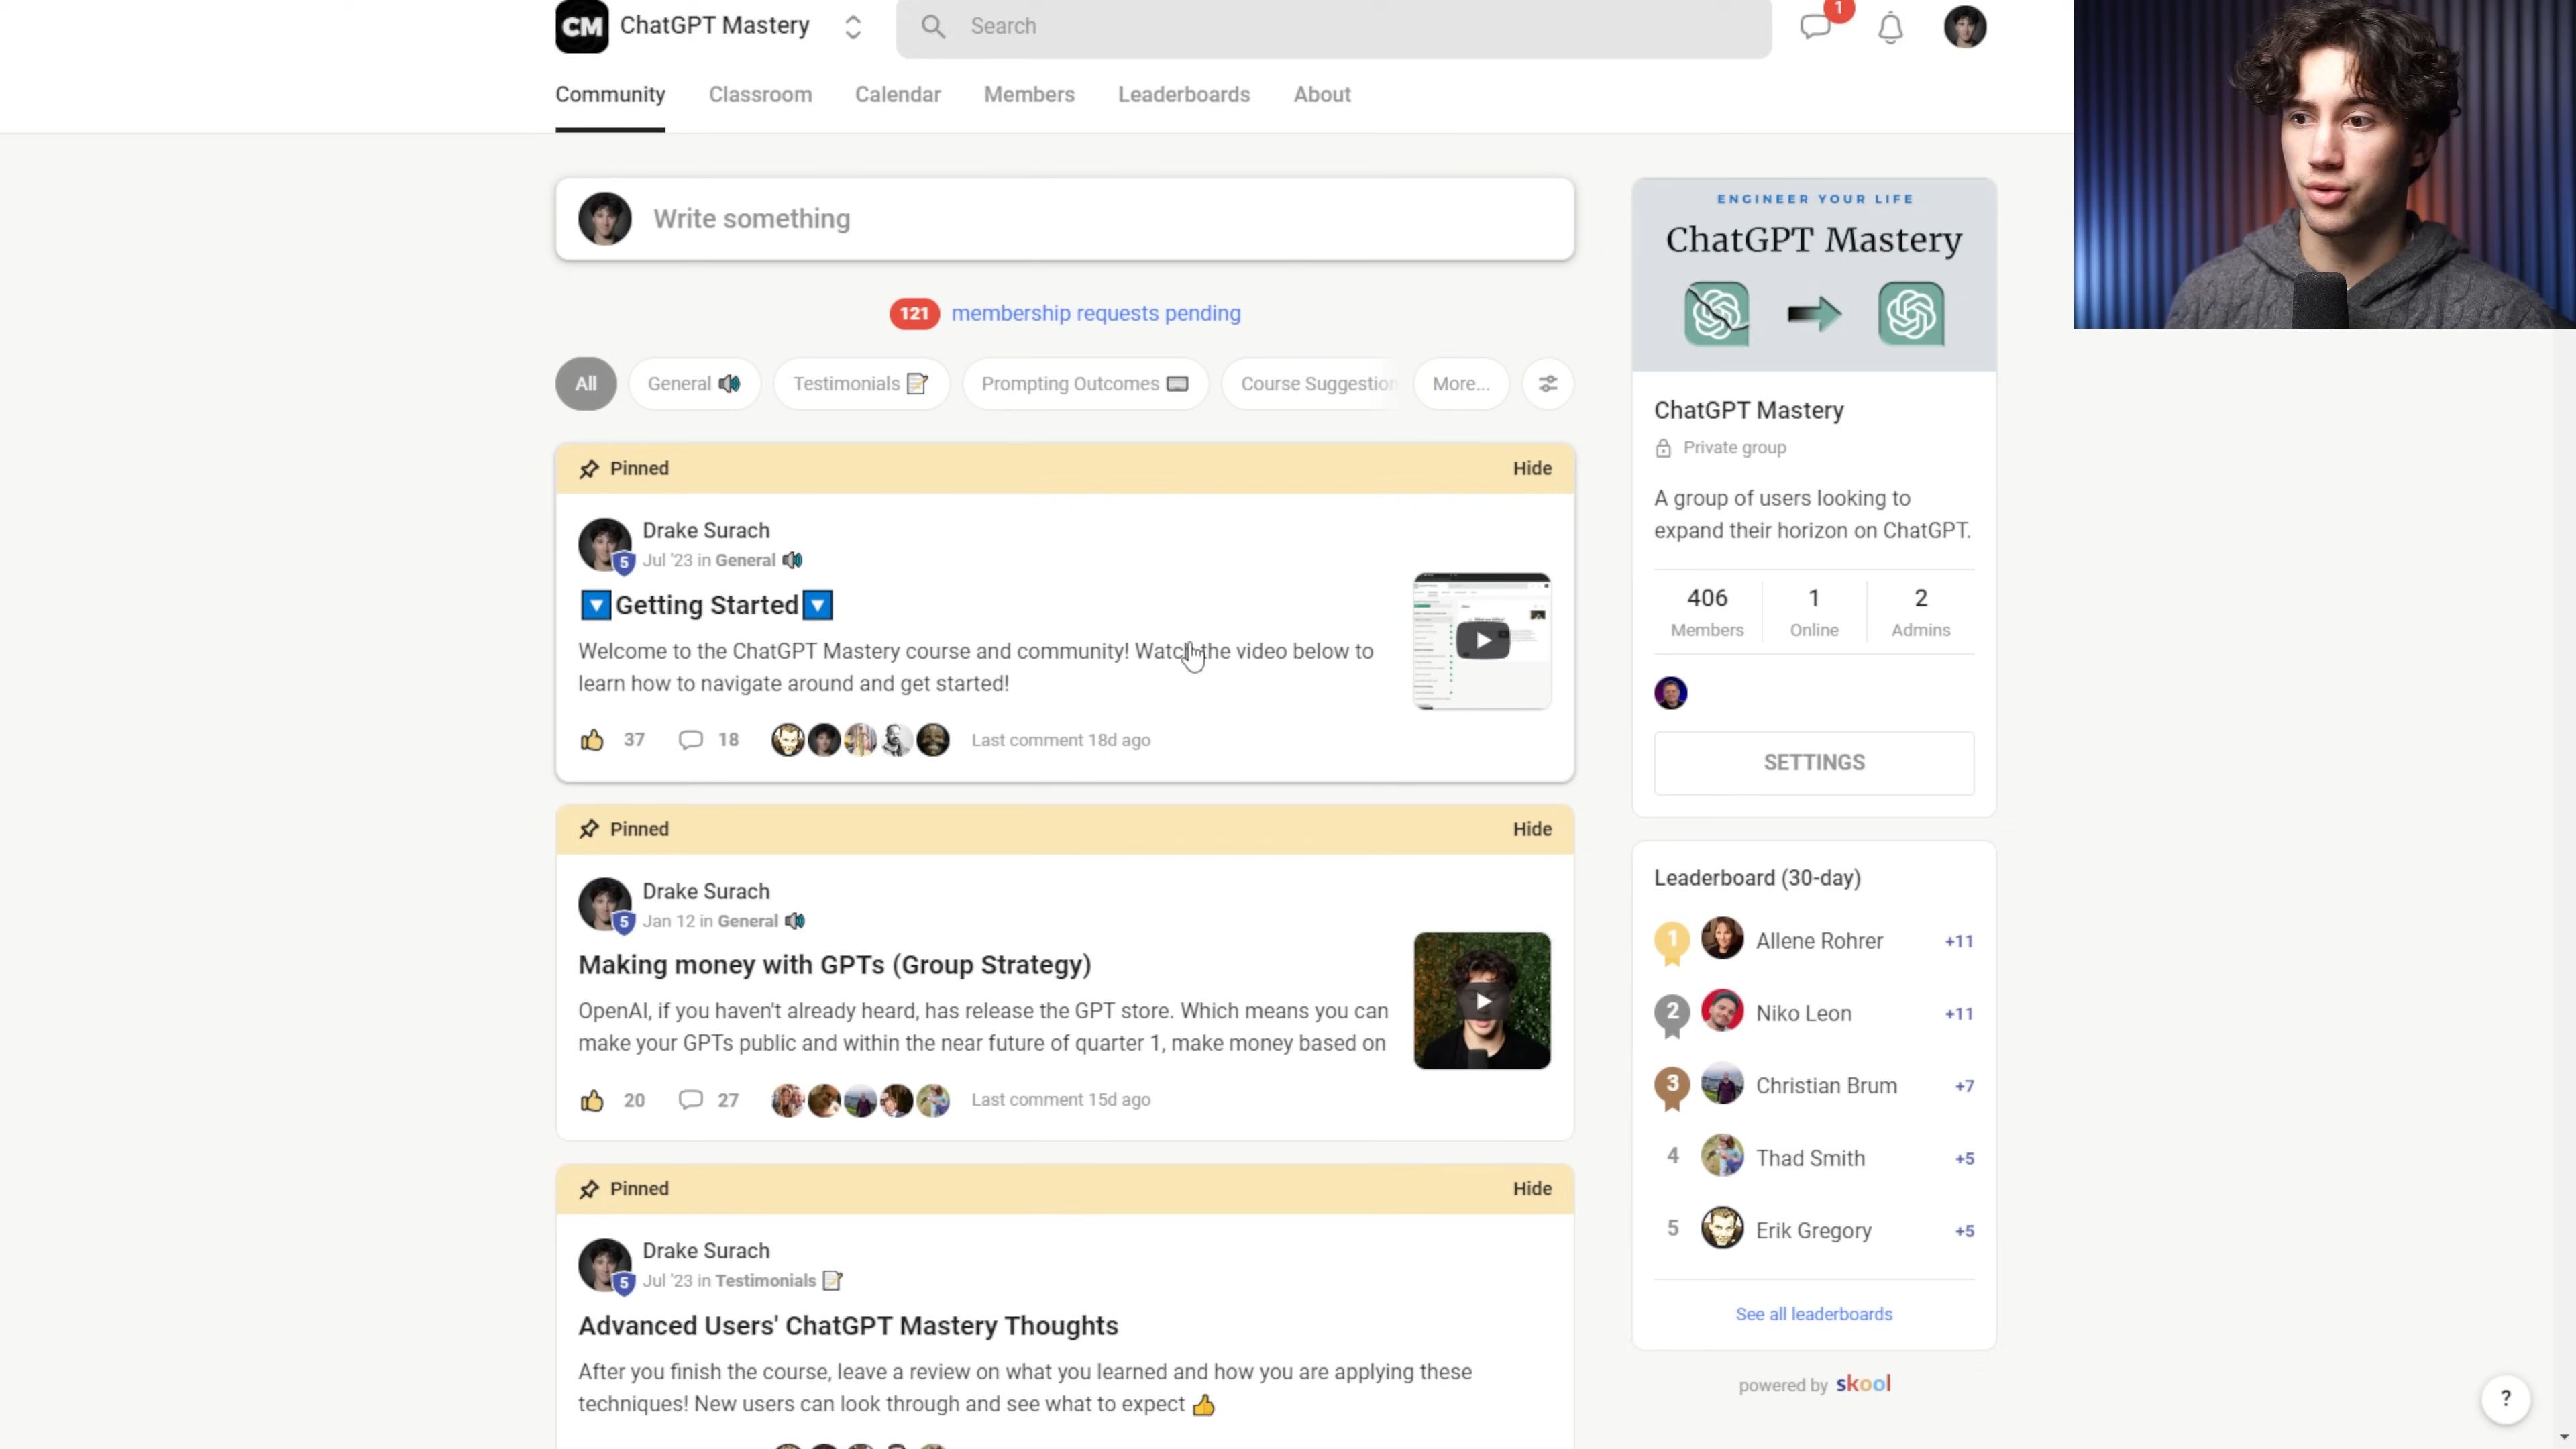 CM ChatGPT Mastery
Search
1
Community Classroom Calendar Members Leaderboards About
Write something
121 membership requests pending
All General Testimonials Prompting Outcomes Course Suggestion More...
Pinned Hide
Drake Surach
5 Jul '23 in General
Getting Started
Welcome to the ChatGPT Mastery course and community! Watch the video below to
learn how to navigate around and get started!
37 18 Last comment 18d ago
Pinned Hide
Drake Surach
5 Jan 12 in General
Making money with GPTs (Group Strategy)
OpenAI, if you haven't already heard, has release the GPT store. Which means you can
make your GPTs public and within the near future of quarter 1, make money based on
20 27 Last comment 15d ago
Pinned Hide
Drake Surach
5 Jul '23 in Testimonials
Advanced Users' ChatGPT Mastery Thoughts
After you finish the course, leave a review on what you learned and how you are applying these
techniques! New users can look through and see what to expect
ENGINEER YOUR LIFE
ChatGPT Mastery
ChatGPT Mastery
Private group
A group of users looking to
expand their horizon on ChatGPT.
406 1 2
Members Online Admins
SETTINGS
Leaderboard (30-day)
1 Allene Rohrer +11
2 Niko Leon +11
3 Christian Brum +7
4 Thad Smith +5
5 Erik Gregory +5
See all leaderboards
powered by skool
?